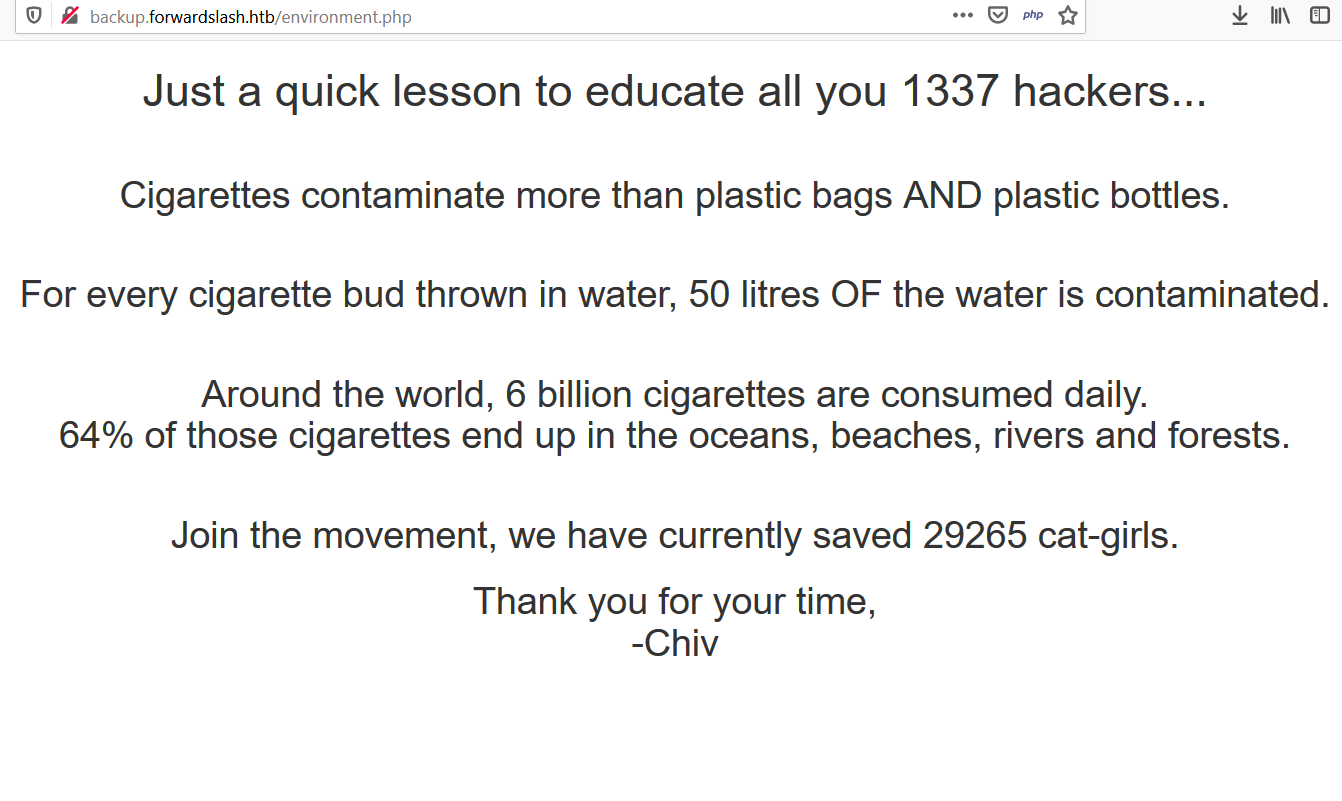 backup.forwardslash.htb/environment.php
php
Just a quick lesson to educate all you 1337 hackers...
Cigarettes contaminate more than plastic bags AND plastic bottles.
For every cigarette bud thrown in water, 50 litres OF the water is contaminated.
Around the world, 6 billion cigarettes are consumed daily.
64% of those cigarettes end up in the oceans, beaches, rivers and forests.
Join the movement, we have currently saved 29265 cat-girls.
Thank you for your time,
-Chiv